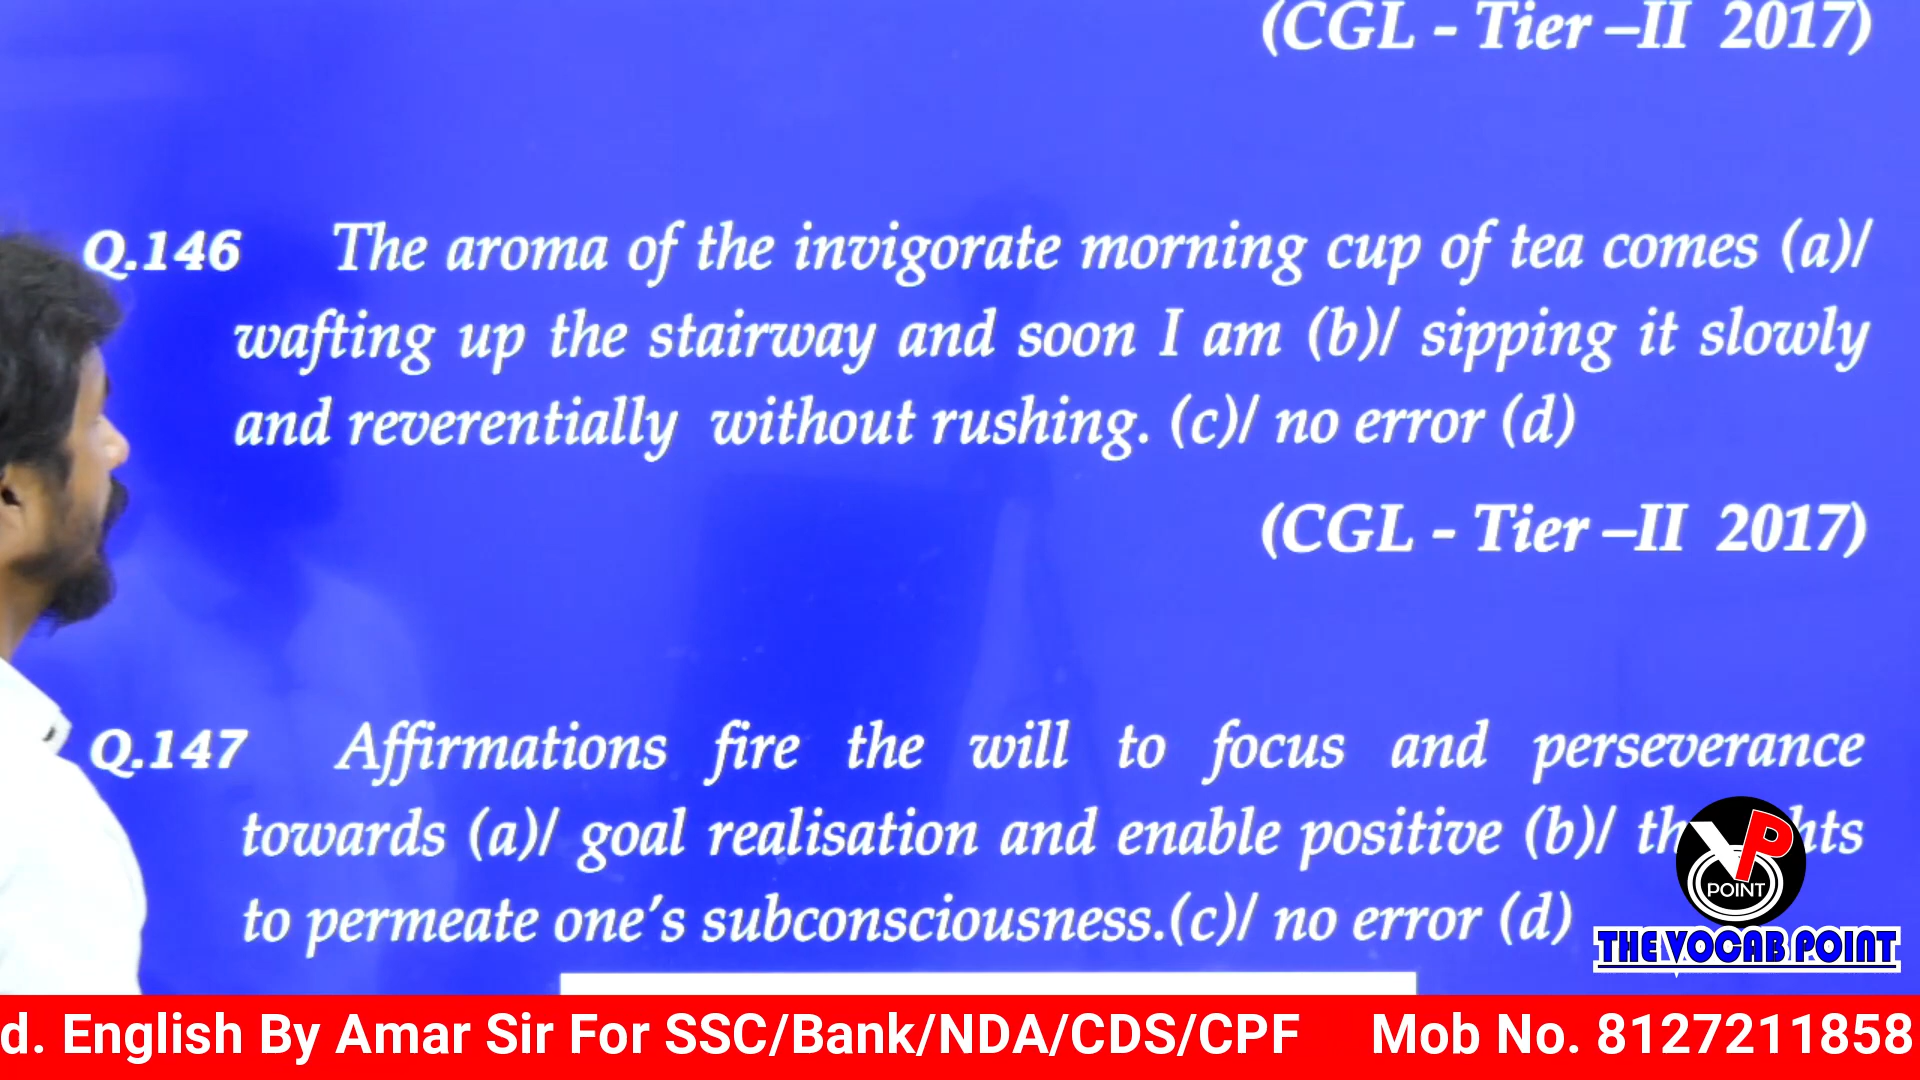 (CGL - Tier –II 2017)
Q.146 The aroma of the invigorate morning cup of tea comes (a)/
wafting up the stairway and soon I am (b)/ sipping it slowly
and reverentially without rushing. (c)/ no error (d)
(CGL - Tier –II 2017)
Q.147 Affirmations fire the will to focus and perseverance
towards (a)/ goal realisation and enable positive (b)/
to permeate one's subconsciousness.(c)/ no error (d)
VP
POINT
THE VOCAB POINT
d. English By Amar Sir For SSC/Bank/NDA/CDS/CPF Mob No. 8127211858